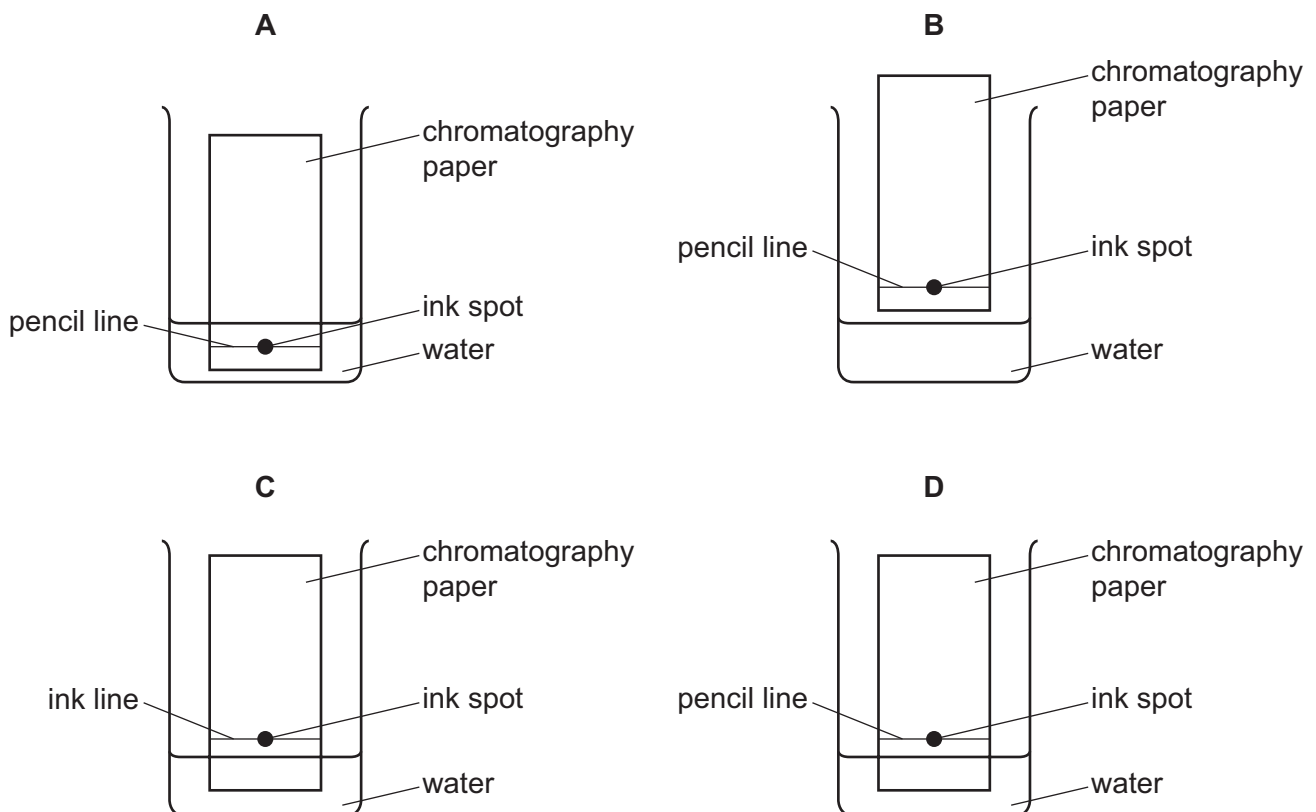 A
chromatography
paper
pencil line
ink spot
water
B
chromatography
paper
pencil line
ink spot
water
C
chromatography
paper
ink line
ink spot
water
D
chromatography
paper
pencil line
ink spot
water